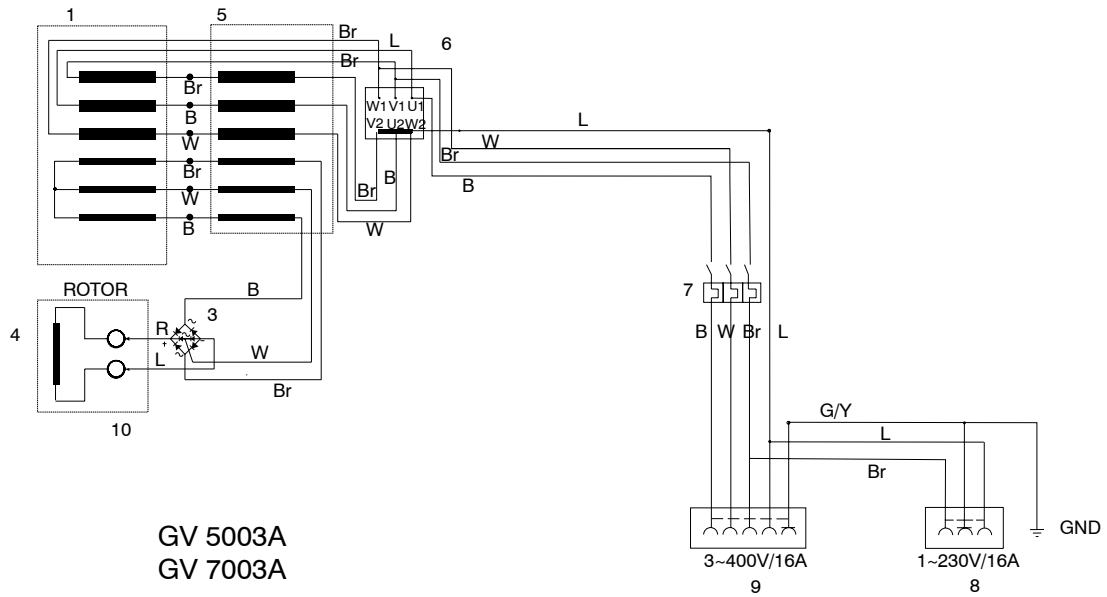 1
5
Br
L
Br
6
Br
B
W
Br
W
B
W1 V1 U1
V2 U2 W2
L
W
Br
B
Br
B
W
ROTOR
4
R
+
-
L
3
B
W
Br
10
7
B W Br L
G/Y
L
Br
GND
3~400V/16A
9
1~230V/16A
8
GV 5003A
GV 7003A